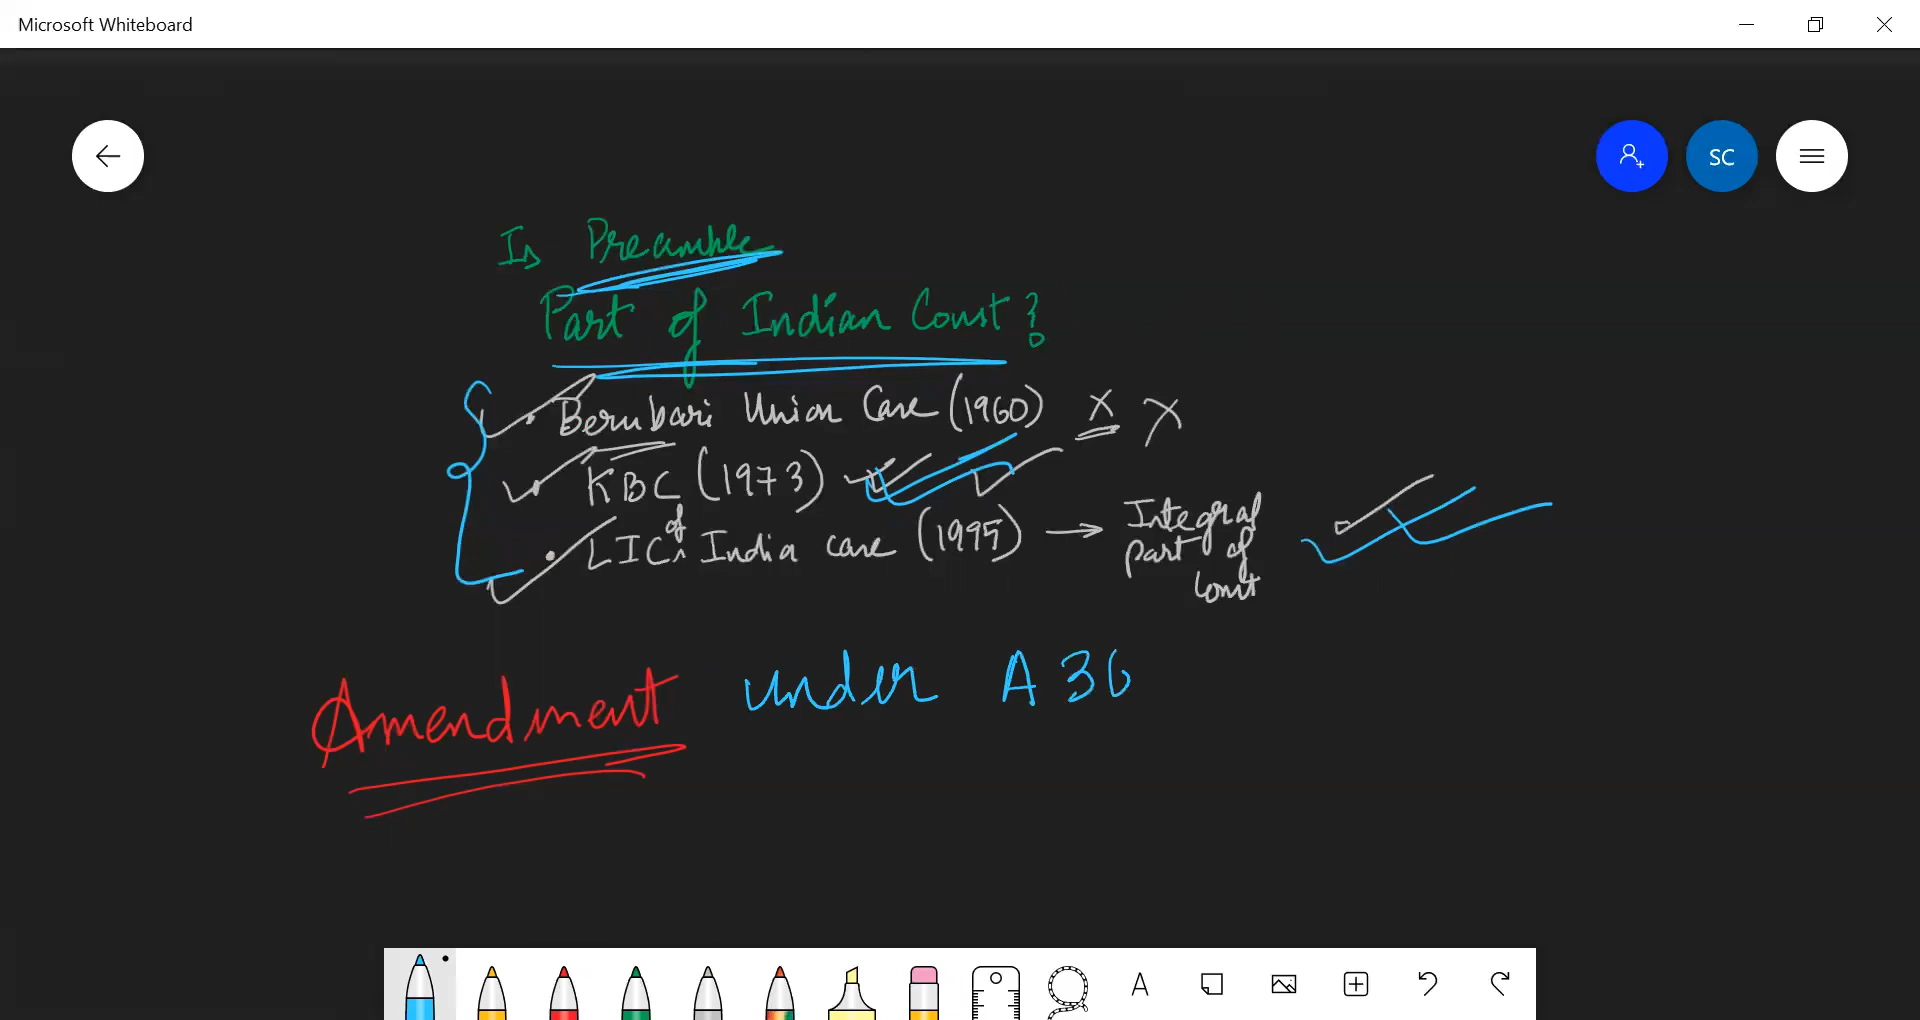 Microsoft Whiteboard
SC
Is Preamble
Part of Indian Const?
Berubari Union Case (1960) x X
KBC (1973)
LIC of India case (1995) → Integral part of Const
Amendment under A 36
A